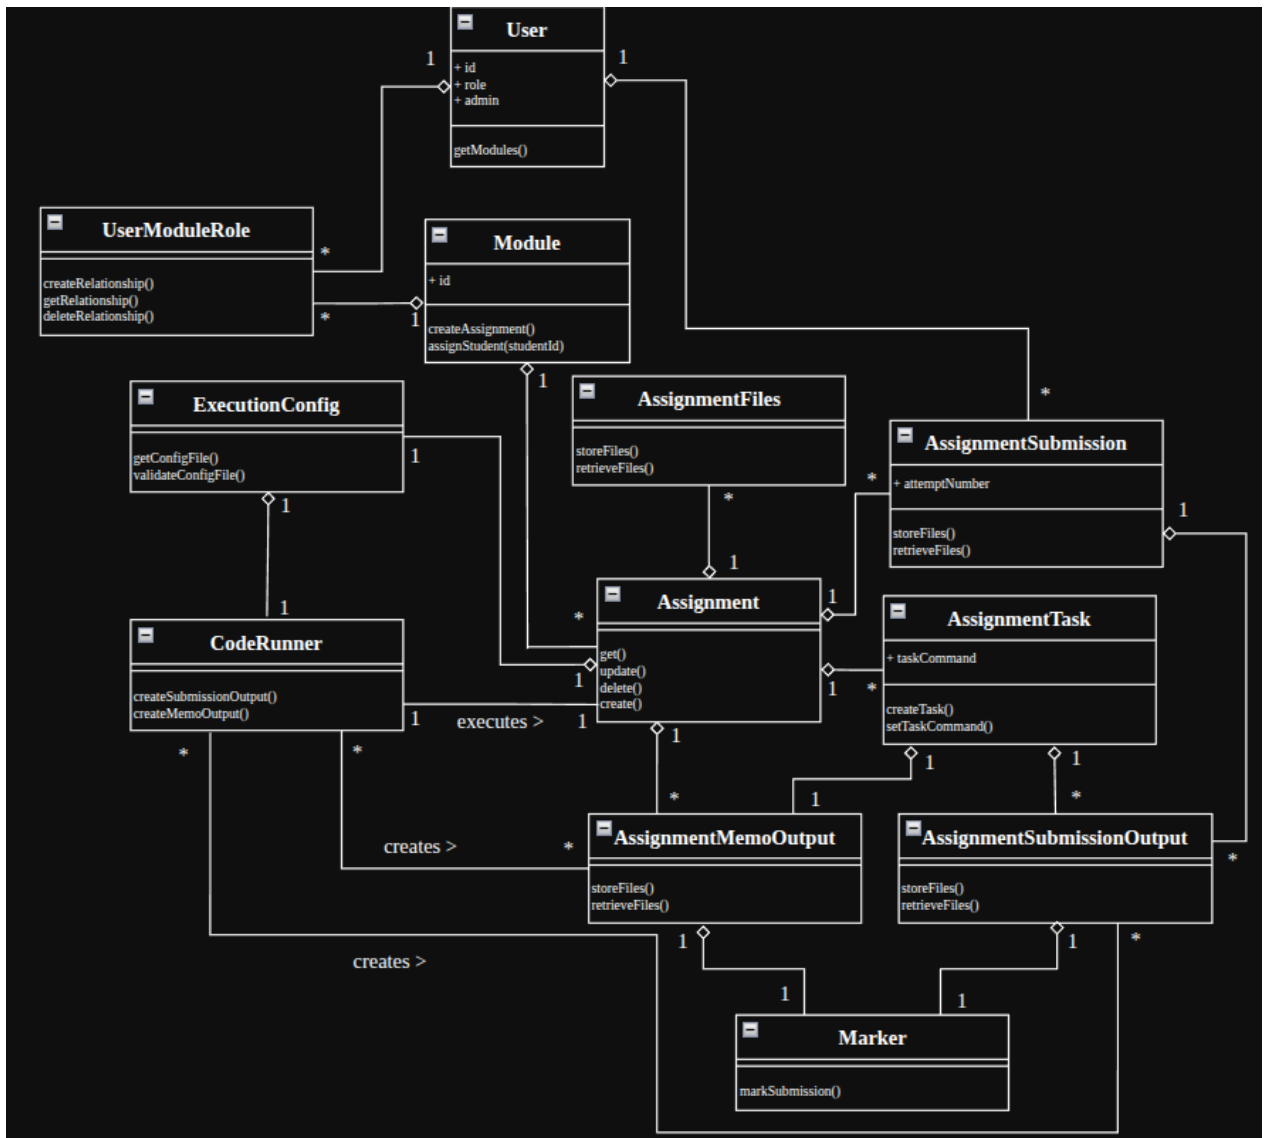 User
1
1
+ id
+ role
+ admin
getModules()
UserModuleRole
*
createRelationship()
getRelationship()
deleteRelationship()
*
Module
+ id
1
createAssignment()
assignStudent(studentId)
1
ExecutionConfig
getConfigFile()
validateConfigFile()
1
1
AssignmentFiles
storeFiles()
retrieveFiles()
*
*
AssignmentSubmission
+ attemptNumber
*
storeFiles()
retrieveFiles()
1
1
Assignment
*
1
get()
update()
delete()
create()
1
1
AssignmentTask
+ taskCommand
*
createTask()
setTaskCommand()
1
CodeRunner
createSubmissionOutput()
createMemoOutput()
1
executes >
1
*
*
1
1
1
*
1
*
creates >
*
AssignmentMemoOutput
storeFiles()
retrieveFiles()
AssignmentSubmissionOutput
*
storeFiles()
retrieveFiles()
1
1
*
creates >
1
1
Marker
markSubmission()